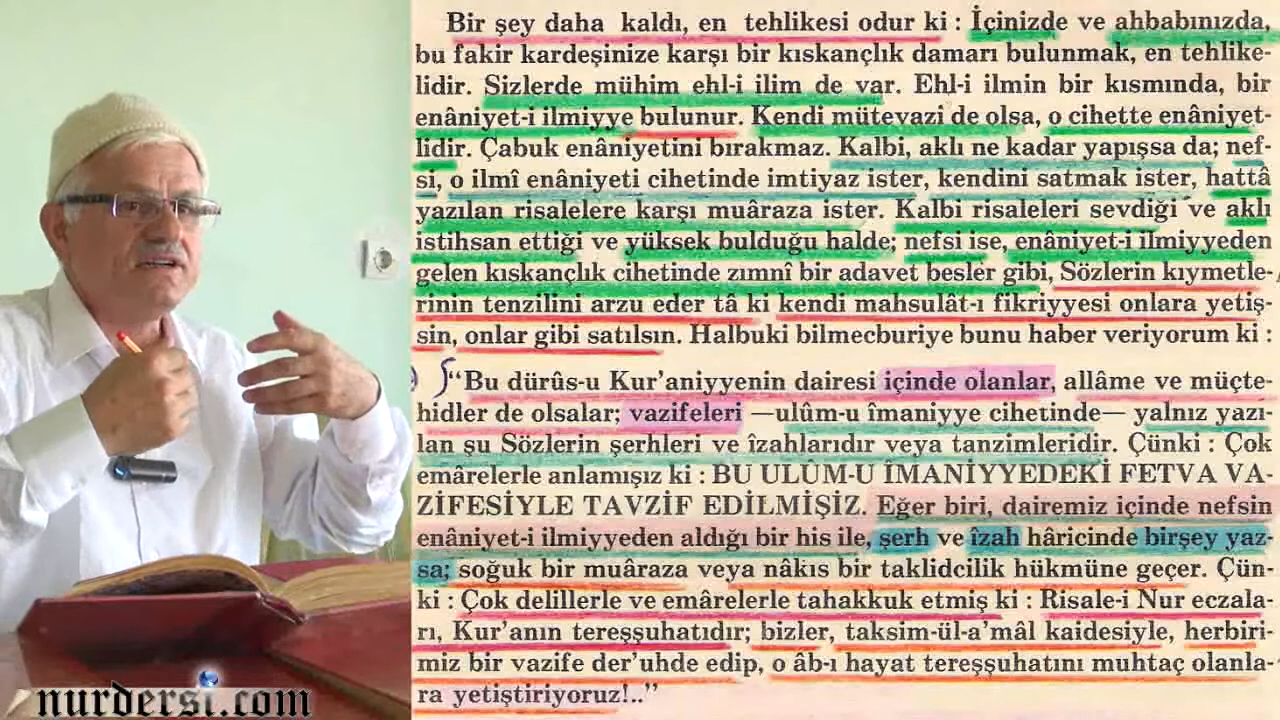 Bir şey daha kaldı, en tehlikesi odur ki : İçinizde ve ahbabınızda,
bu fakir kardeşinize karşı bir kıskançlık damarı bulunmak, en tehlike-
lidir. Sizlerde mühim ehl-i ilim de var. Ehl-i ilmin bir kısmında, bir
enâniyet-i ilmiyye bulunur. Kendi mütevazi de olsa, o cihette enâniyet-
lidir. Çabuk enâniyetini bırakmaz. Kalbi, aklı ne kadar yapışsa da; nef-
si, o ilmî enâniyeti cihetinde imtiyaz ister, kendini satmak ister, hattâ
yazılan risalelere karşı muâraza ister. Kalbi risaleleri sevdiği ve aklı
istihsan ettiği ve yüksek bulduğu halde; nefsi ise, enâniyet-i ilmiyyeden
gelen kıskançlık cihetinde zımnî bir adavet besler gibi, Sözlerin kıymetle-
rinin tenzilini arzu eder tâ ki kendi mahsulât-ı fikriyyesi onlara yetiş-
sin, onlar gibi satılsın. Halbuki bilmecburiye bunu haber veriyorum ki :
“Bu dürûs-u Kur’aniyyenin dairesi içinde olanlar, allâme ve müçte-
hidler de olsalar; vazifeleri —ulûm-u îmaniyye cihetinde— yalnız yazı-
lan şu Sözlerin şerhleri ve îzahlarıdır veya tanzimleridir. Çünki : Çok
emârelerle anlamışız ki : BU ULÛM-U ÎMANİYYEDEKİ FETVA VA-
ZİFESİYLE TAVZİF EDİLMİŞİZ. Eğer biri, dairemiz içinde nefsin
enâniyet-i ilmiyyeden aldığı bir his ile, şerh ve îzah hâricinde birşey yaz-
sa; soğuk bir muâraza veya nâkıs bir taklidcilik hükmüne geçer. Çün-
ki : Çok delillerle ve emârelerle tahakkuk etmiş ki : Risale-i Nur eczala-
rı, Kur’anın tereşşuhatıdır; bizler, taksim-ül-a’mâl kaidesiyle, herbiri-
miz bir vazife der’uhde edip, o âb-ı hayat tereşşuhatını muhtaç olanla-
ra yetiştiriyoruz!..”
nurdersi.com